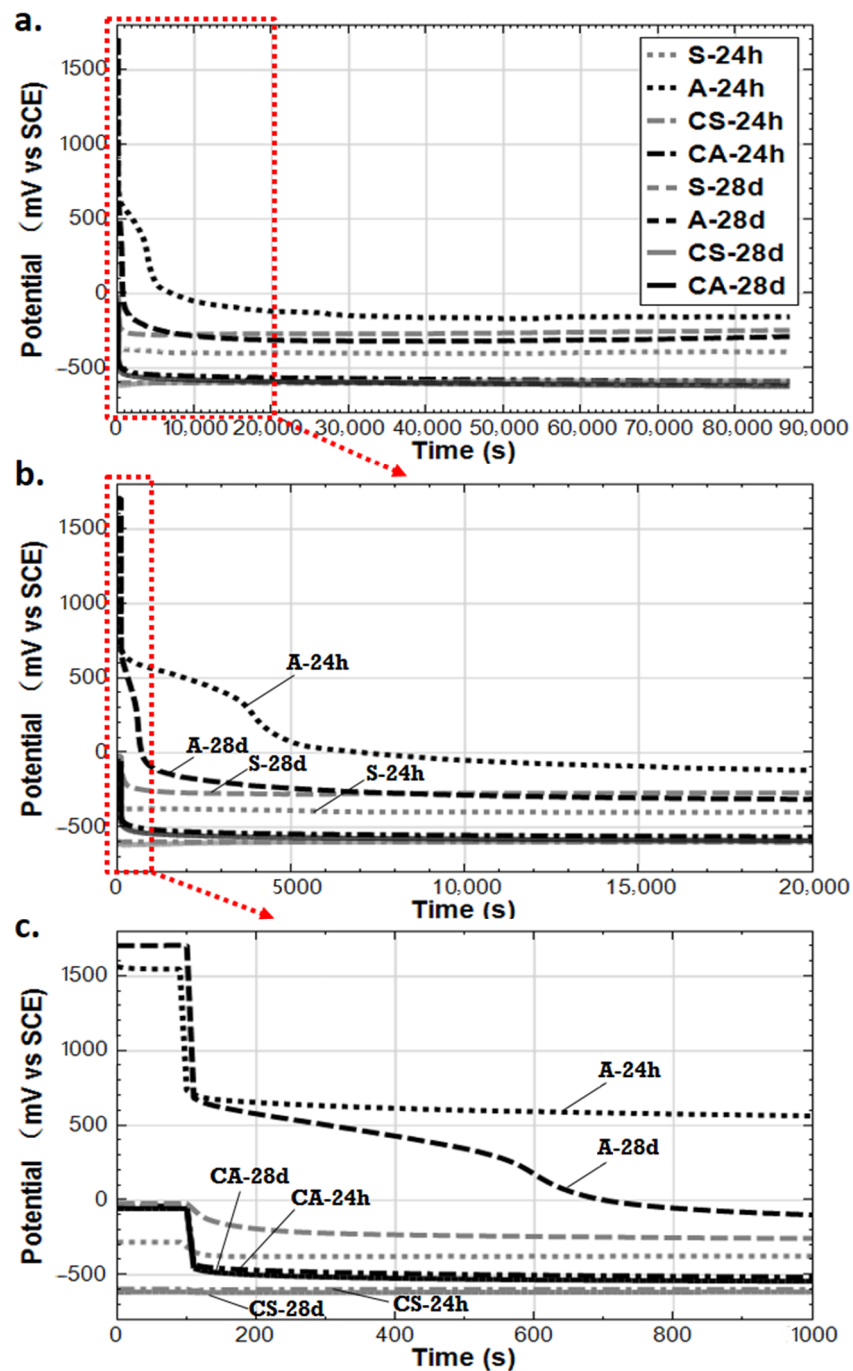 a.
Potential (mV vs SCE)
1500
1000
500
0
−500
S-24h
A-24h
CS-24h
CA-24h
S-28d
A-28d
CS-28d
CA-28d
0 10,000 20,000 30,000 40,000 50,000 60,000 70,000 80,000 90,000
Time (s)
b.
Potential (mV vs SCE)
1500
1000
500
0
−500
A-24h
A-28d
S-28d
S-24h
0 5000 10,000 15,000 20,000
Time (s)
c.
Potential (mV vs SCE)
1500
1000
500
0
−500
A-24h
A-28d
CA-28d
CA-24h
CS-28d
CS-24h
0 200 400 600 800 1000
Time (s)